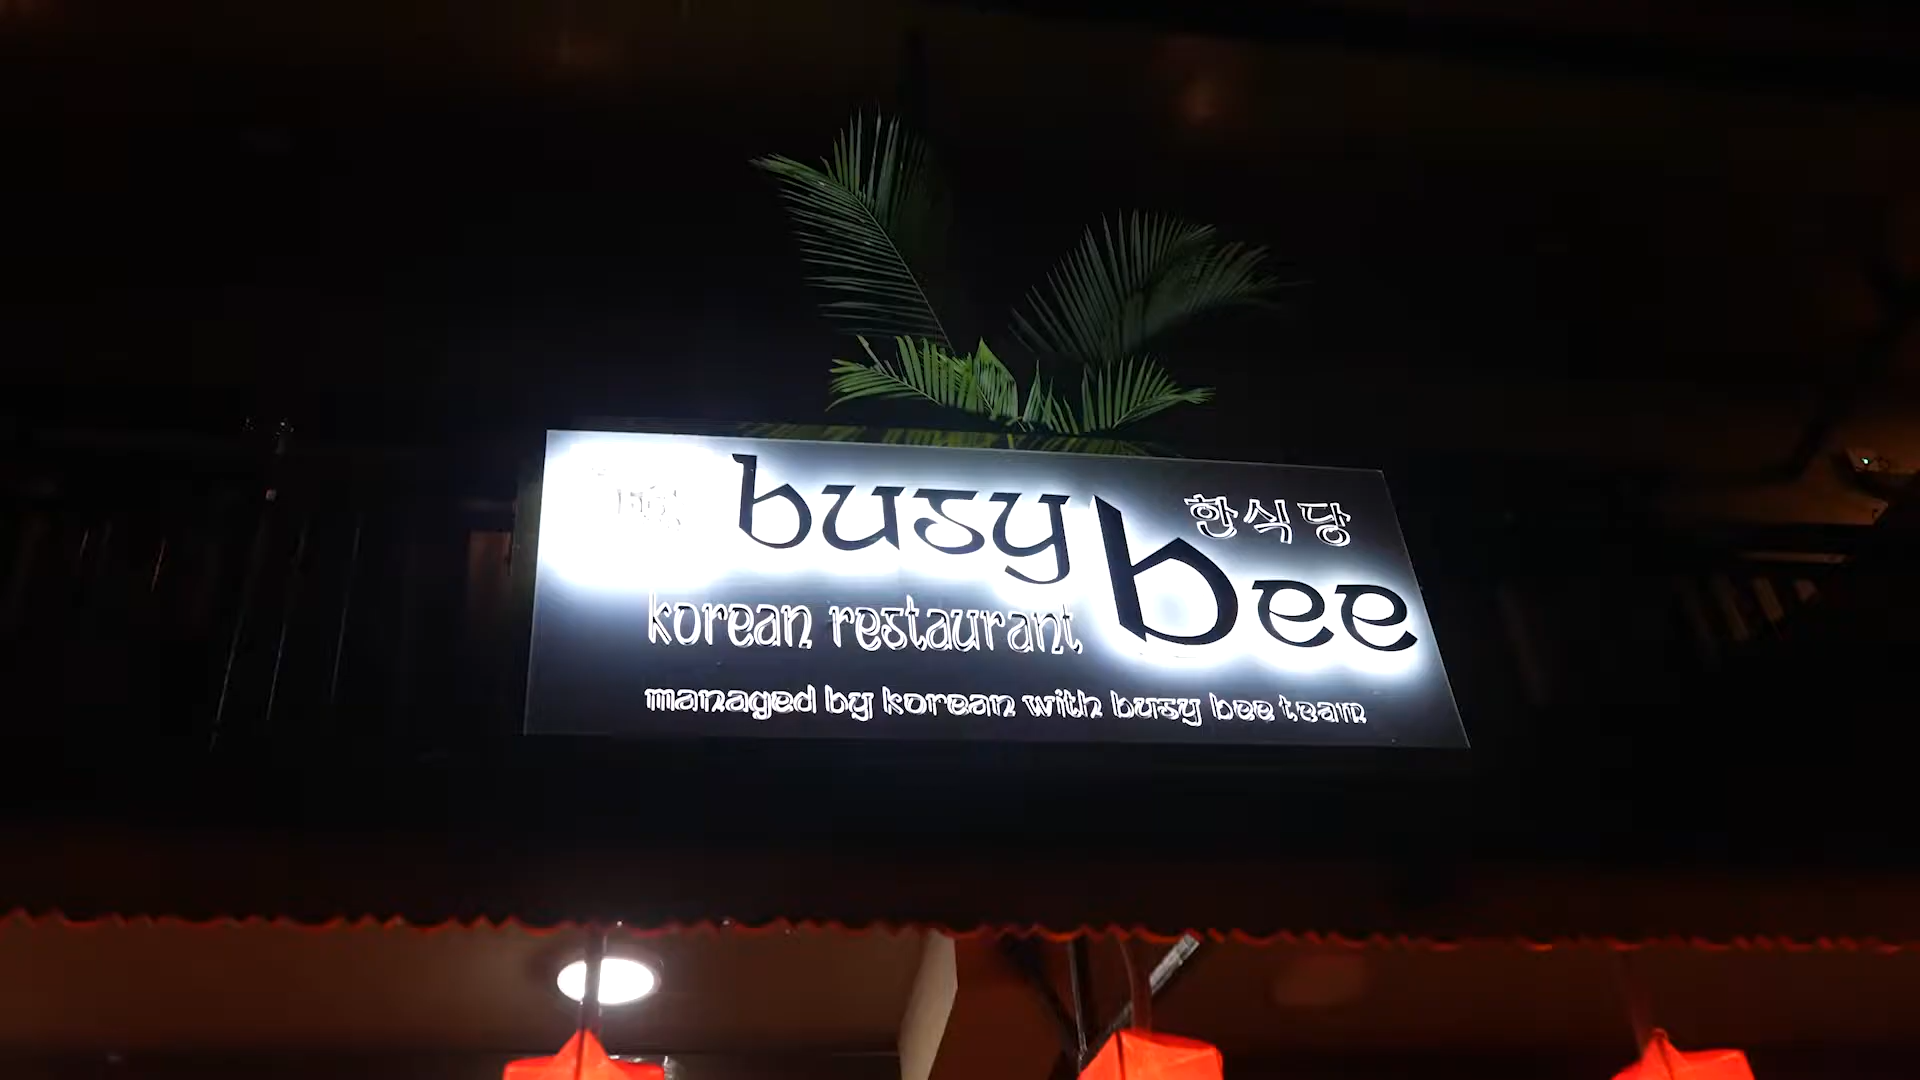 busy bee
한식당
korean restaurant
managed by korean with busy bee team